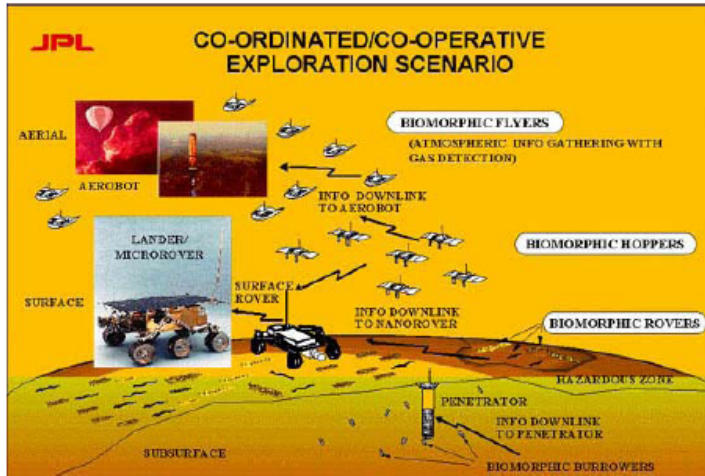 JPL
CO-ORDINATED/CO-OPERATIVE
EXPLORATION SCENARIO
AERIAL
AEROBOT
BIOMORPHIC FLYERS
(ATMOSPHERIC INFO GATHERING WITH
GAS DETECTION)
INFO DOWNLINK
TO AEROBOT
LANDER/
MICROROVER
BIOMORPHIC HOPPERS
SURFACE
SURFACE
ROVER
INFO DOWNLINK
TO NANOROVER
BIOMORPHIC ROVERS
HAZARDOUS ZONE
PENETRATOR
INFO DOWNLINK
TO PENETRATOR
SUBSURFACE
BIOMORPHIC BURROWERS